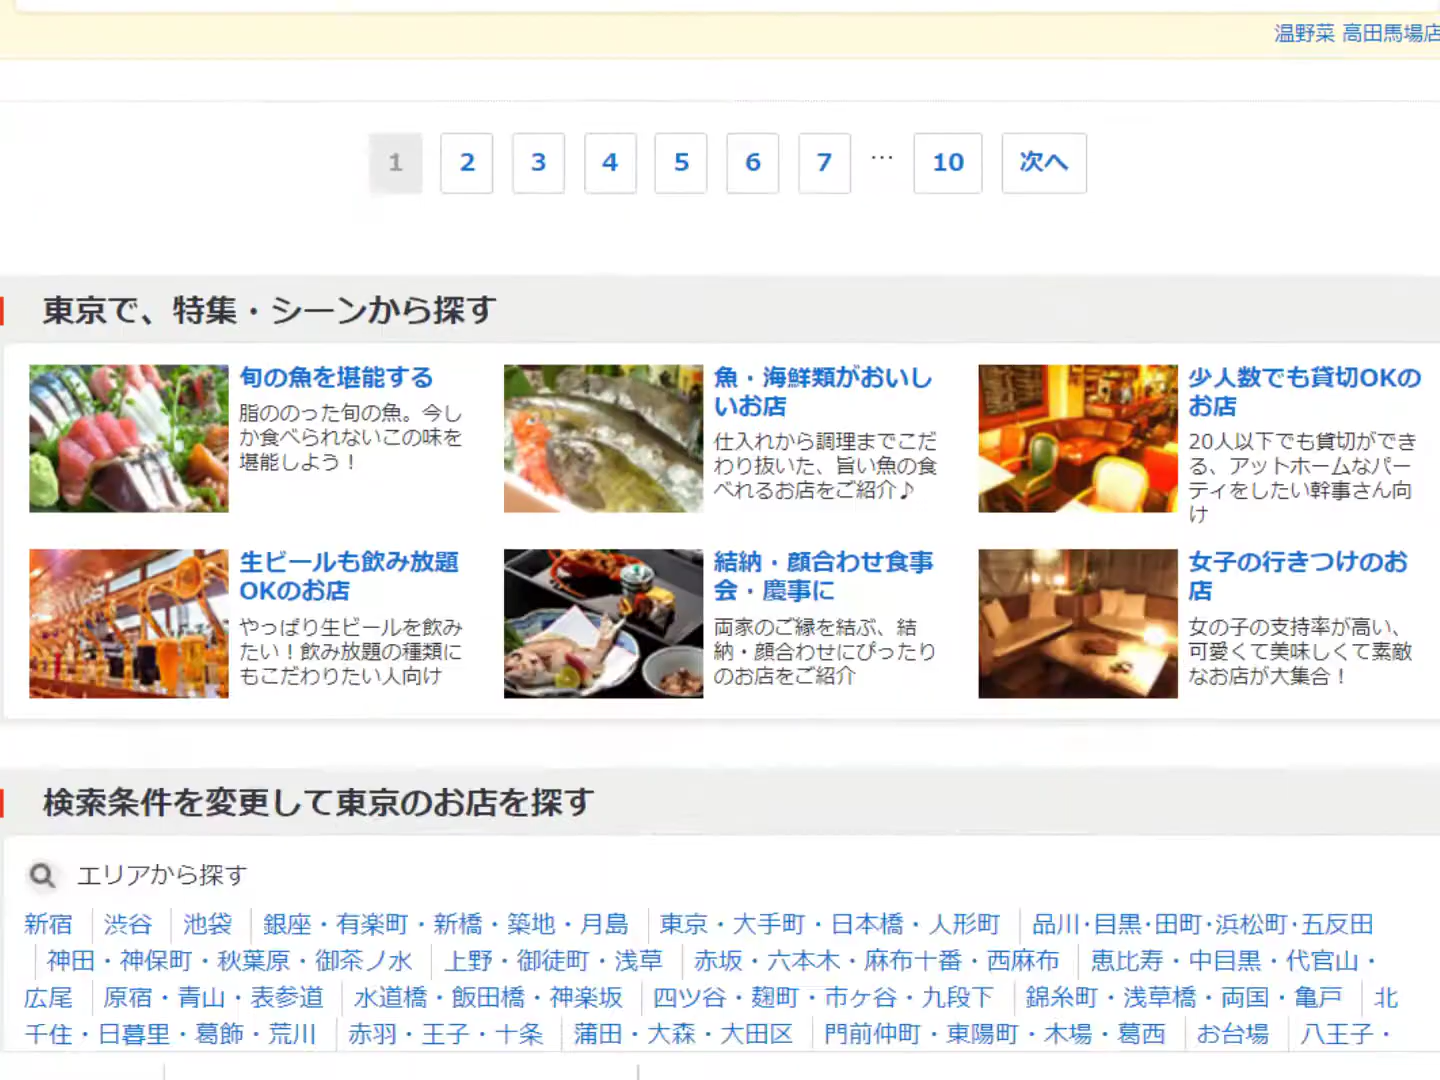 温野菜 高田馬場店
1 2 3 4 5 6 7 … 10 次へ
東京で、特集・シーンから探す
旬の魚を堪能する
脂ののった旬の魚。今し
か食べられないこの味を
堪能しよう！
魚・海鮮類がおいし
いお店
仕入れから調理までこだ
わり抜いた、旨い魚の食
べれるお店をご紹介♪
少人数でも貸切OKの
お店
20人以下でも貸切ができ
る、アットホームなパー
ティをしたい幹事さん向
け
生ビールも飲み放題
OKのお店
やっぱり生ビールを飲み
たい！飲み放題の種類に
もこだわりたい人向け
結納・顔合わせ食事
会・慶事に
両家のご縁を結ぶ、結
納・顔合わせにぴったり
のお店をご紹介
女子の行きつけのお
店
女の子の支持率が高い、
可愛くて美味しくて素敵
なお店が大集合！
検索条件を変更して東京のお店を探す
エリアから探す
新宿 渋谷 池袋 銀座・有楽町・新橋・築地・月島 東京・大手町・日本橋・人形町 品川･目黒･田町･浜松町･五反田
神田・神保町・秋葉原・御茶ノ水 上野・御徒町・浅草 赤坂・六本木・麻布十番・西麻布 恵比寿・中目黒・代官山・
広尾 原宿・青山・表参道 水道橋・飯田橋・神楽坂 四ツ谷・麹町・市ヶ谷・九段下 錦糸町・浅草橋・両国・亀戸 北
千住・日暮里・葛飾・荒川 赤羽・王子・十条 蒲田・大森・大田区 門前仲町・東陽町・木場・葛西 お台場 八王子・